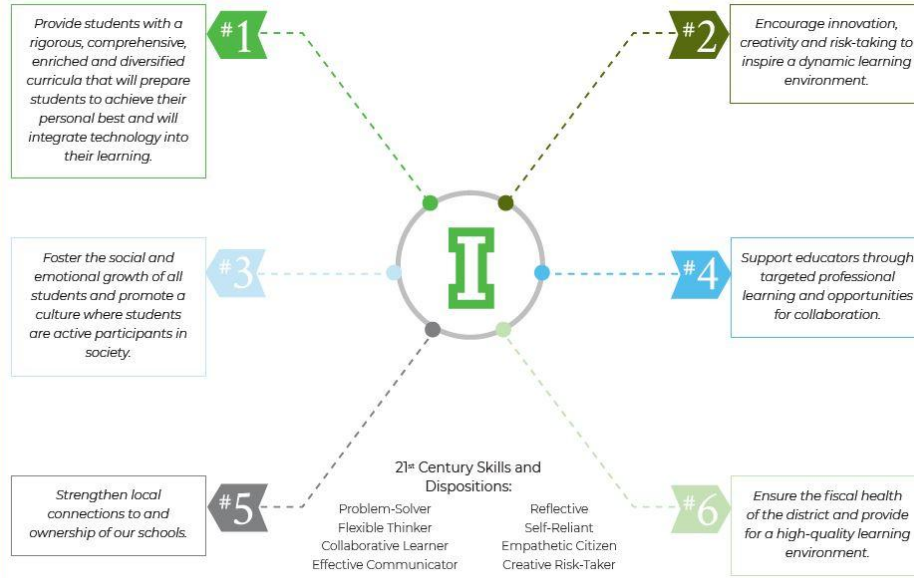 #1
Provide students with a
rigorous, comprehensive,
enriched and diversified
curricula that will prepare
students to achieve their
personal best and will
integrate technology into
their learning.
#2
Encourage innovation,
creativity and risk-taking to
inspire a dynamic learning
environment.
I
#3
Foster the social and
emotional growth of all
students and promote a
culture where students
are active participants in
society.
#4
Support educators through
targeted professional
learning and opportunities
for collaboration.
#5
Strengthen local
connections to and
ownership of our schools.
21st Century Skills and
Dispositions:
Problem-Solver
Flexible Thinker
Collaborative Learner
Effective Communicator
Reflective
Self-Reliant
Empathetic Citizen
Creative Risk-Taker
#6
Ensure the fiscal health
of the district and provide
for a high-quality learning
environment.